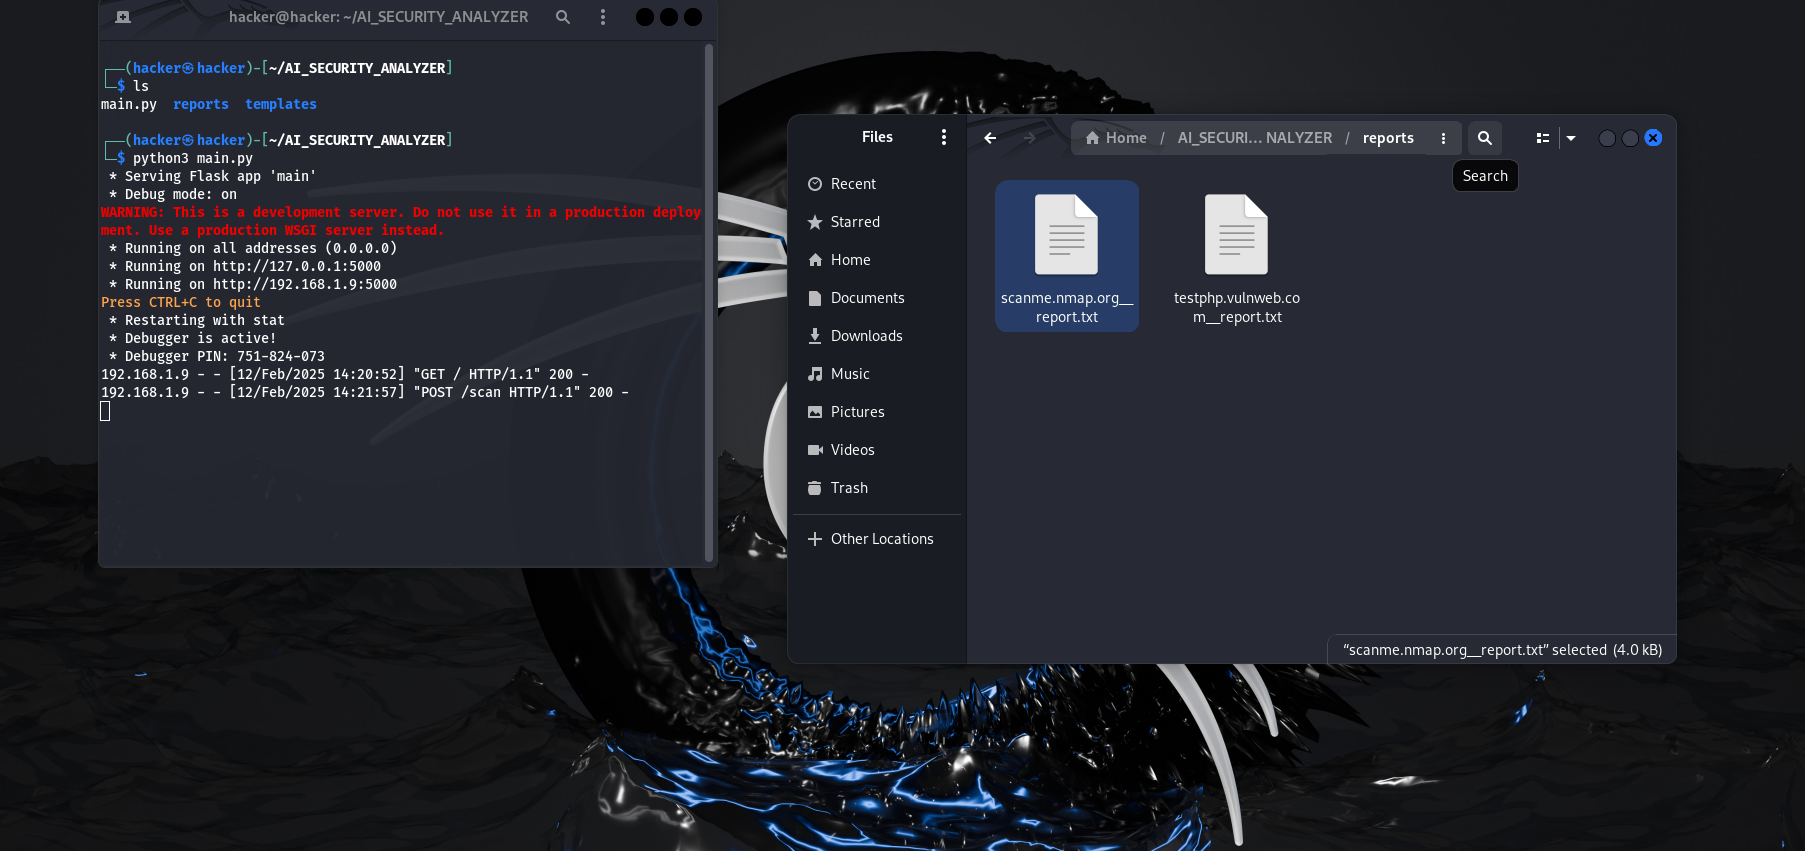 hacker@hacker: ~/AI_SECURITY_ANALYZER
┌──(hacker㉿hacker)-[~/AI_SECURITY_ANALYZER]
└─$ ls
main.py  reports  templates
┌──(hacker㉿hacker)-[~/AI_SECURITY_ANALYZER]
└─$ python3 main.py
 * Serving Flask app 'main'
 * Debug mode: on
WARNING: This is a development server. Do not use it in a production deploy
ment. Use a production WSGI server instead.
 * Running on all addresses (0.0.0.0)
 * Running on http://127.0.0.1:5000
 * Running on http://192.168.1.9:5000
Press CTRL+C to quit
 * Restarting with stat
 * Debugger is active!
 * Debugger PIN: 751-824-073
192.168.1.9 - - [12/Feb/2025 14:20:52] "GET / HTTP/1.1" 200 -
192.168.1.9 - - [12/Feb/2025 14:21:57] "POST /scan HTTP/1.1" 200 -
Files
Home / AI_SECURI... NALYZER / reports
Search
Recent
Starred
Home
Documents
Downloads
Music
Pictures
Videos
Trash
Other Locations
scanme.nmap.org__
report.txt
testphp.vulnweb.co
m__report.txt
“scanme.nmap.org__report.txt” selected (4.0 kB)